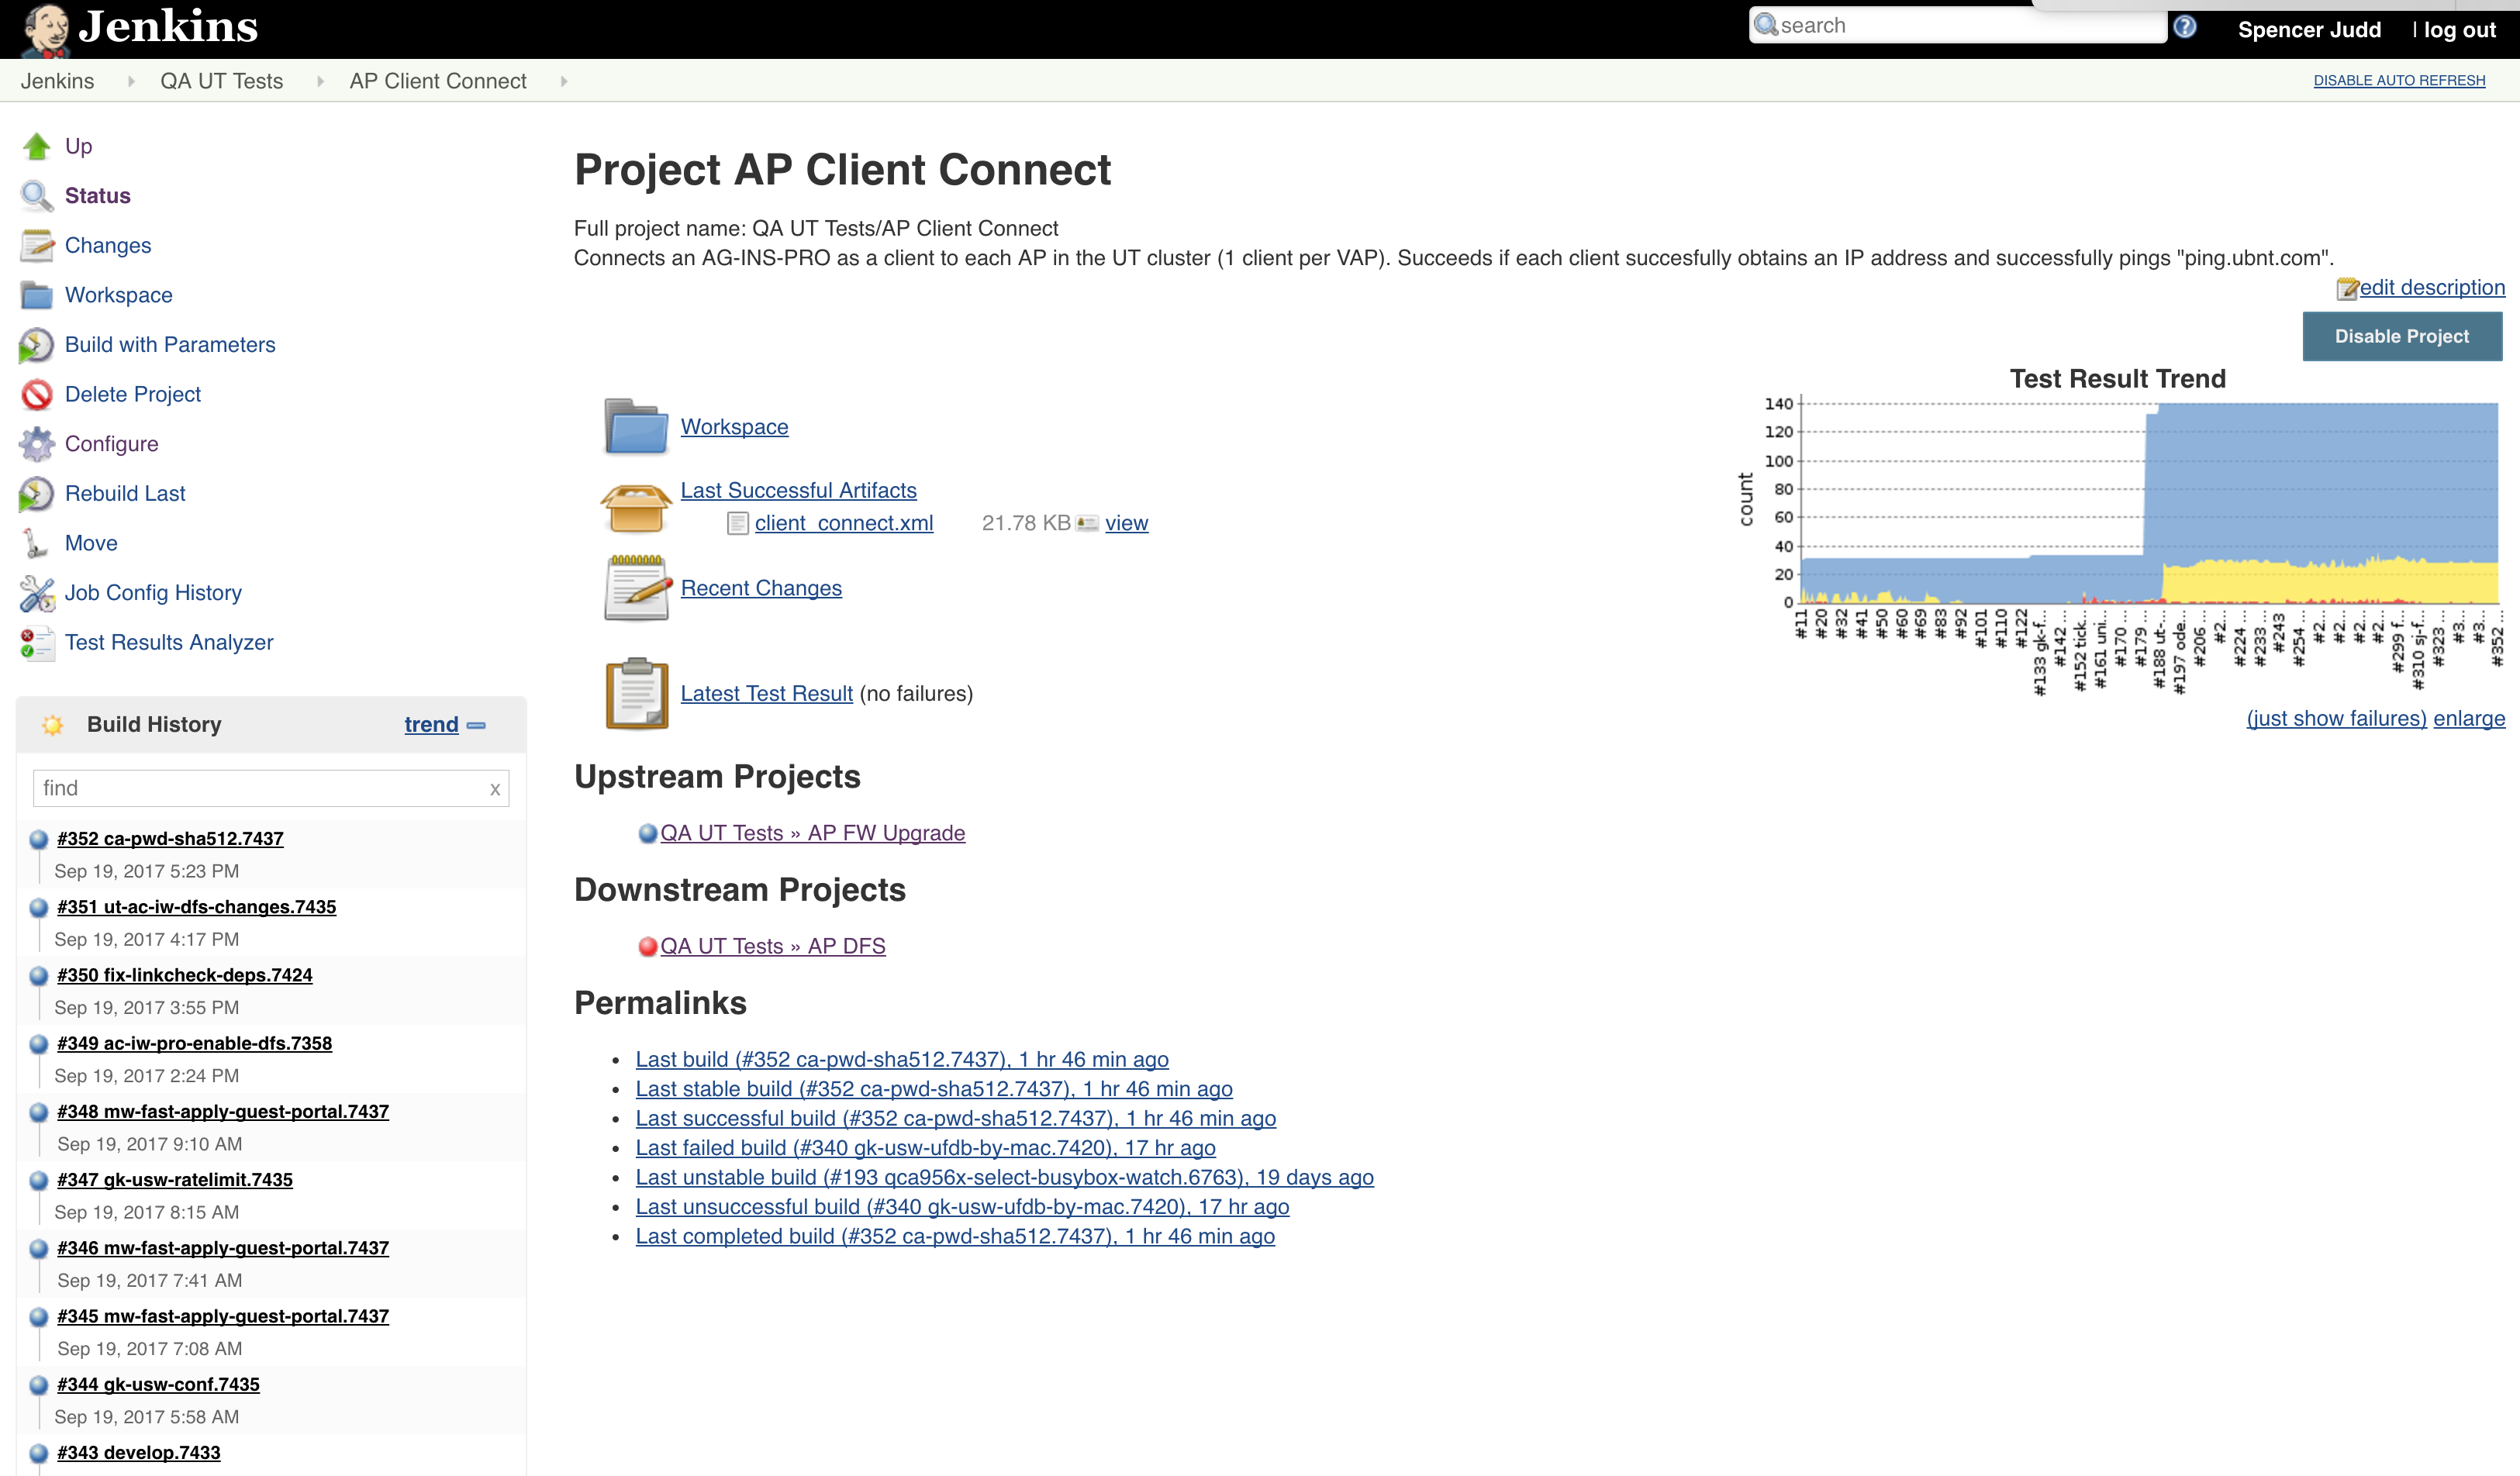 Jenkins
search
Spencer Judd | log out
Jenkins QA UT Tests AP Client Connect
DISABLE AUTO REFRESH
Up
Status
Changes
Workspace
Build with Parameters
Delete Project
Configure
Rebuild Last
Move
Job Config History
Test Results Analyzer
Build History trend
find x
#352 ca-pwd-sha512.7437
Sep 19, 2017 5:23 PM
#351 ut-ac-iw-dfs-changes.7435
Sep 19, 2017 4:17 PM
#350 fix-linkcheck-deps.7424
Sep 19, 2017 3:55 PM
#349 ac-iw-pro-enable-dfs.7358
Sep 19, 2017 2:24 PM
#348 mw-fast-apply-guest-portal.7437
Sep 19, 2017 9:10 AM
#347 gk-usw-ratelimit.7435
Sep 19, 2017 8:15 AM
#346 mw-fast-apply-guest-portal.7437
Sep 19, 2017 7:41 AM
#345 mw-fast-apply-guest-portal.7437
Sep 19, 2017 7:08 AM
#344 gk-usw-conf.7435
Sep 19, 2017 5:58 AM
#343 develop.7433
Project AP Client Connect
Full project name: QA UT Tests/AP Client Connect
Connects an AG-INS-PRO as a client to each AP in the UT cluster (1 client per VAP). Succeeds if each client succesfully obtains an IP address and successfully pings "ping.ubnt.com".
edit description
Disable Project
Workspace
Last Successful Artifacts
client_connect.xml 21.78 KB view
Recent Changes
Latest Test Result (no failures)
Test Result Trend
count
140
120
100
80
60
40
20
0
#11
#20
#32
#41
#50
#60
#69
#83
#92
#101
#110
#122
#133 gk-f...
#142 ...
#152 tick...
#161 uni...
#170 ...
#179 ...
#188 ut-...
#197 ode...
#206 ...
#2...
#224 ...
#233 ...
#243
#254 ...
#2...
#2...
#2...
#2...
#299 f...
#310 sj-f...
#323 ...
#3...
#3...
#352 ...
(just show failures) enlarge
Upstream Projects
QA UT Tests » AP FW Upgrade
Downstream Projects
QA UT Tests » AP DFS
Permalinks
• Last build (#352 ca-pwd-sha512.7437), 1 hr 46 min ago
• Last stable build (#352 ca-pwd-sha512.7437), 1 hr 46 min ago
• Last successful build (#352 ca-pwd-sha512.7437), 1 hr 46 min ago
• Last failed build (#340 gk-usw-ufdb-by-mac.7420), 17 hr ago
• Last unstable build (#193 qca956x-select-busybox-watch.6763), 19 days ago
• Last unsuccessful build (#340 gk-usw-ufdb-by-mac.7420), 17 hr ago
• Last completed build (#352 ca-pwd-sha512.7437), 1 hr 46 min ago